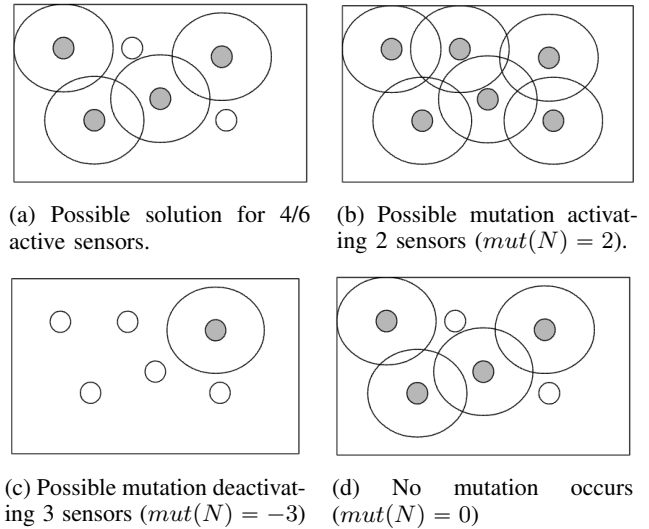 (a) Possible solution for 4/6
active sensors.
(b) Possible mutation activat-
ing 2 sensors (mut(N) = 2).
(c) Possible mutation deactivat-
ing 3 sensors (mut(N) = −3)
(d) No mutation occurs
(mut(N) = 0)